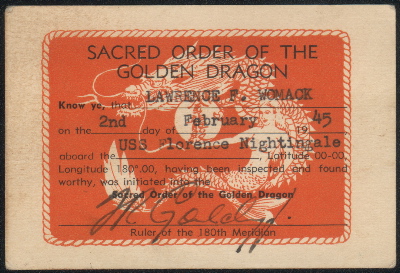 SACRED ORDER OF THE
GOLDEN DRAGON
Know ye, that LAWRENCE F. WOMACK
on the 2nd day of February 1945
aboard the USS Florence Nightingale, Latitude 00-00,
Longitude 180°.00, having been inspected and found
worthy, was initiated into the
Sacred Order of the Golden Dragon
Ruler of the 180th Meridian